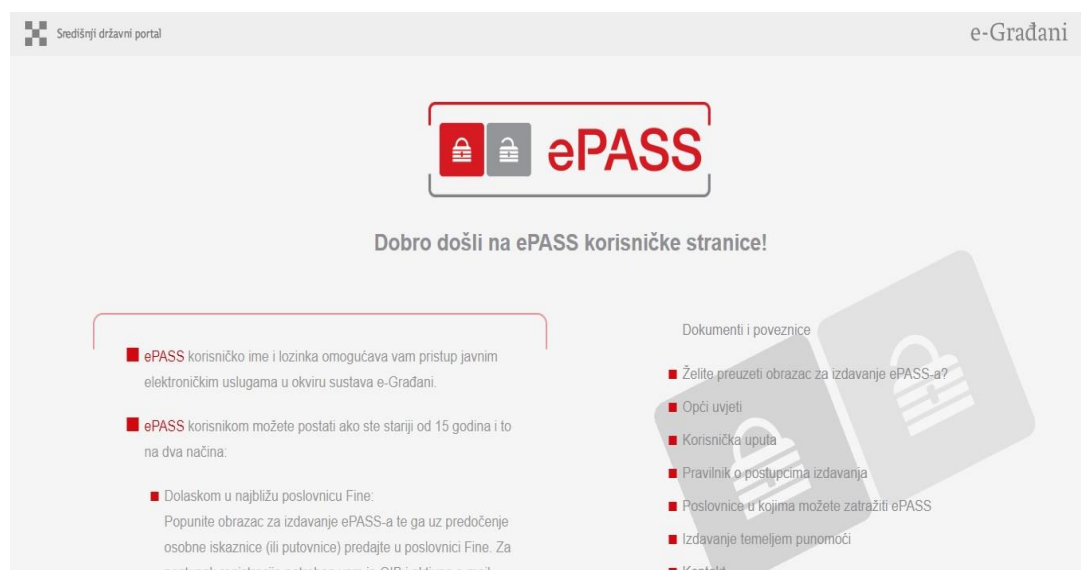 Središnji državni portal
e-Građani
ePASS
Dobro došli na ePASS korisničke stranice!
ePASS korisničko ime i lozinka omogućava vam pristup javnim
elektroničkim uslugama u okviru sustava e-Građani.
ePASS korisnikom možete postati ako ste stariji od 15 godina i to
na dva načina:
Dolaskom u najbližu poslovnicu Fine:
Popunite obrazac za izdavanje ePASS-a te ga uz predočenje
osobne iskaznice (ili putovnice) predajte u poslovnici Fine. Za
Dokumenti i poveznice
Želite preuzeti obrazac za izdavanje ePASS-a?
Opći uvjeti
Korisnička uputa
Pravilnik o postupcima izdavanja
Poslovnice u kojima možete zatražiti ePASS
Izdavanje temeljem punomoći